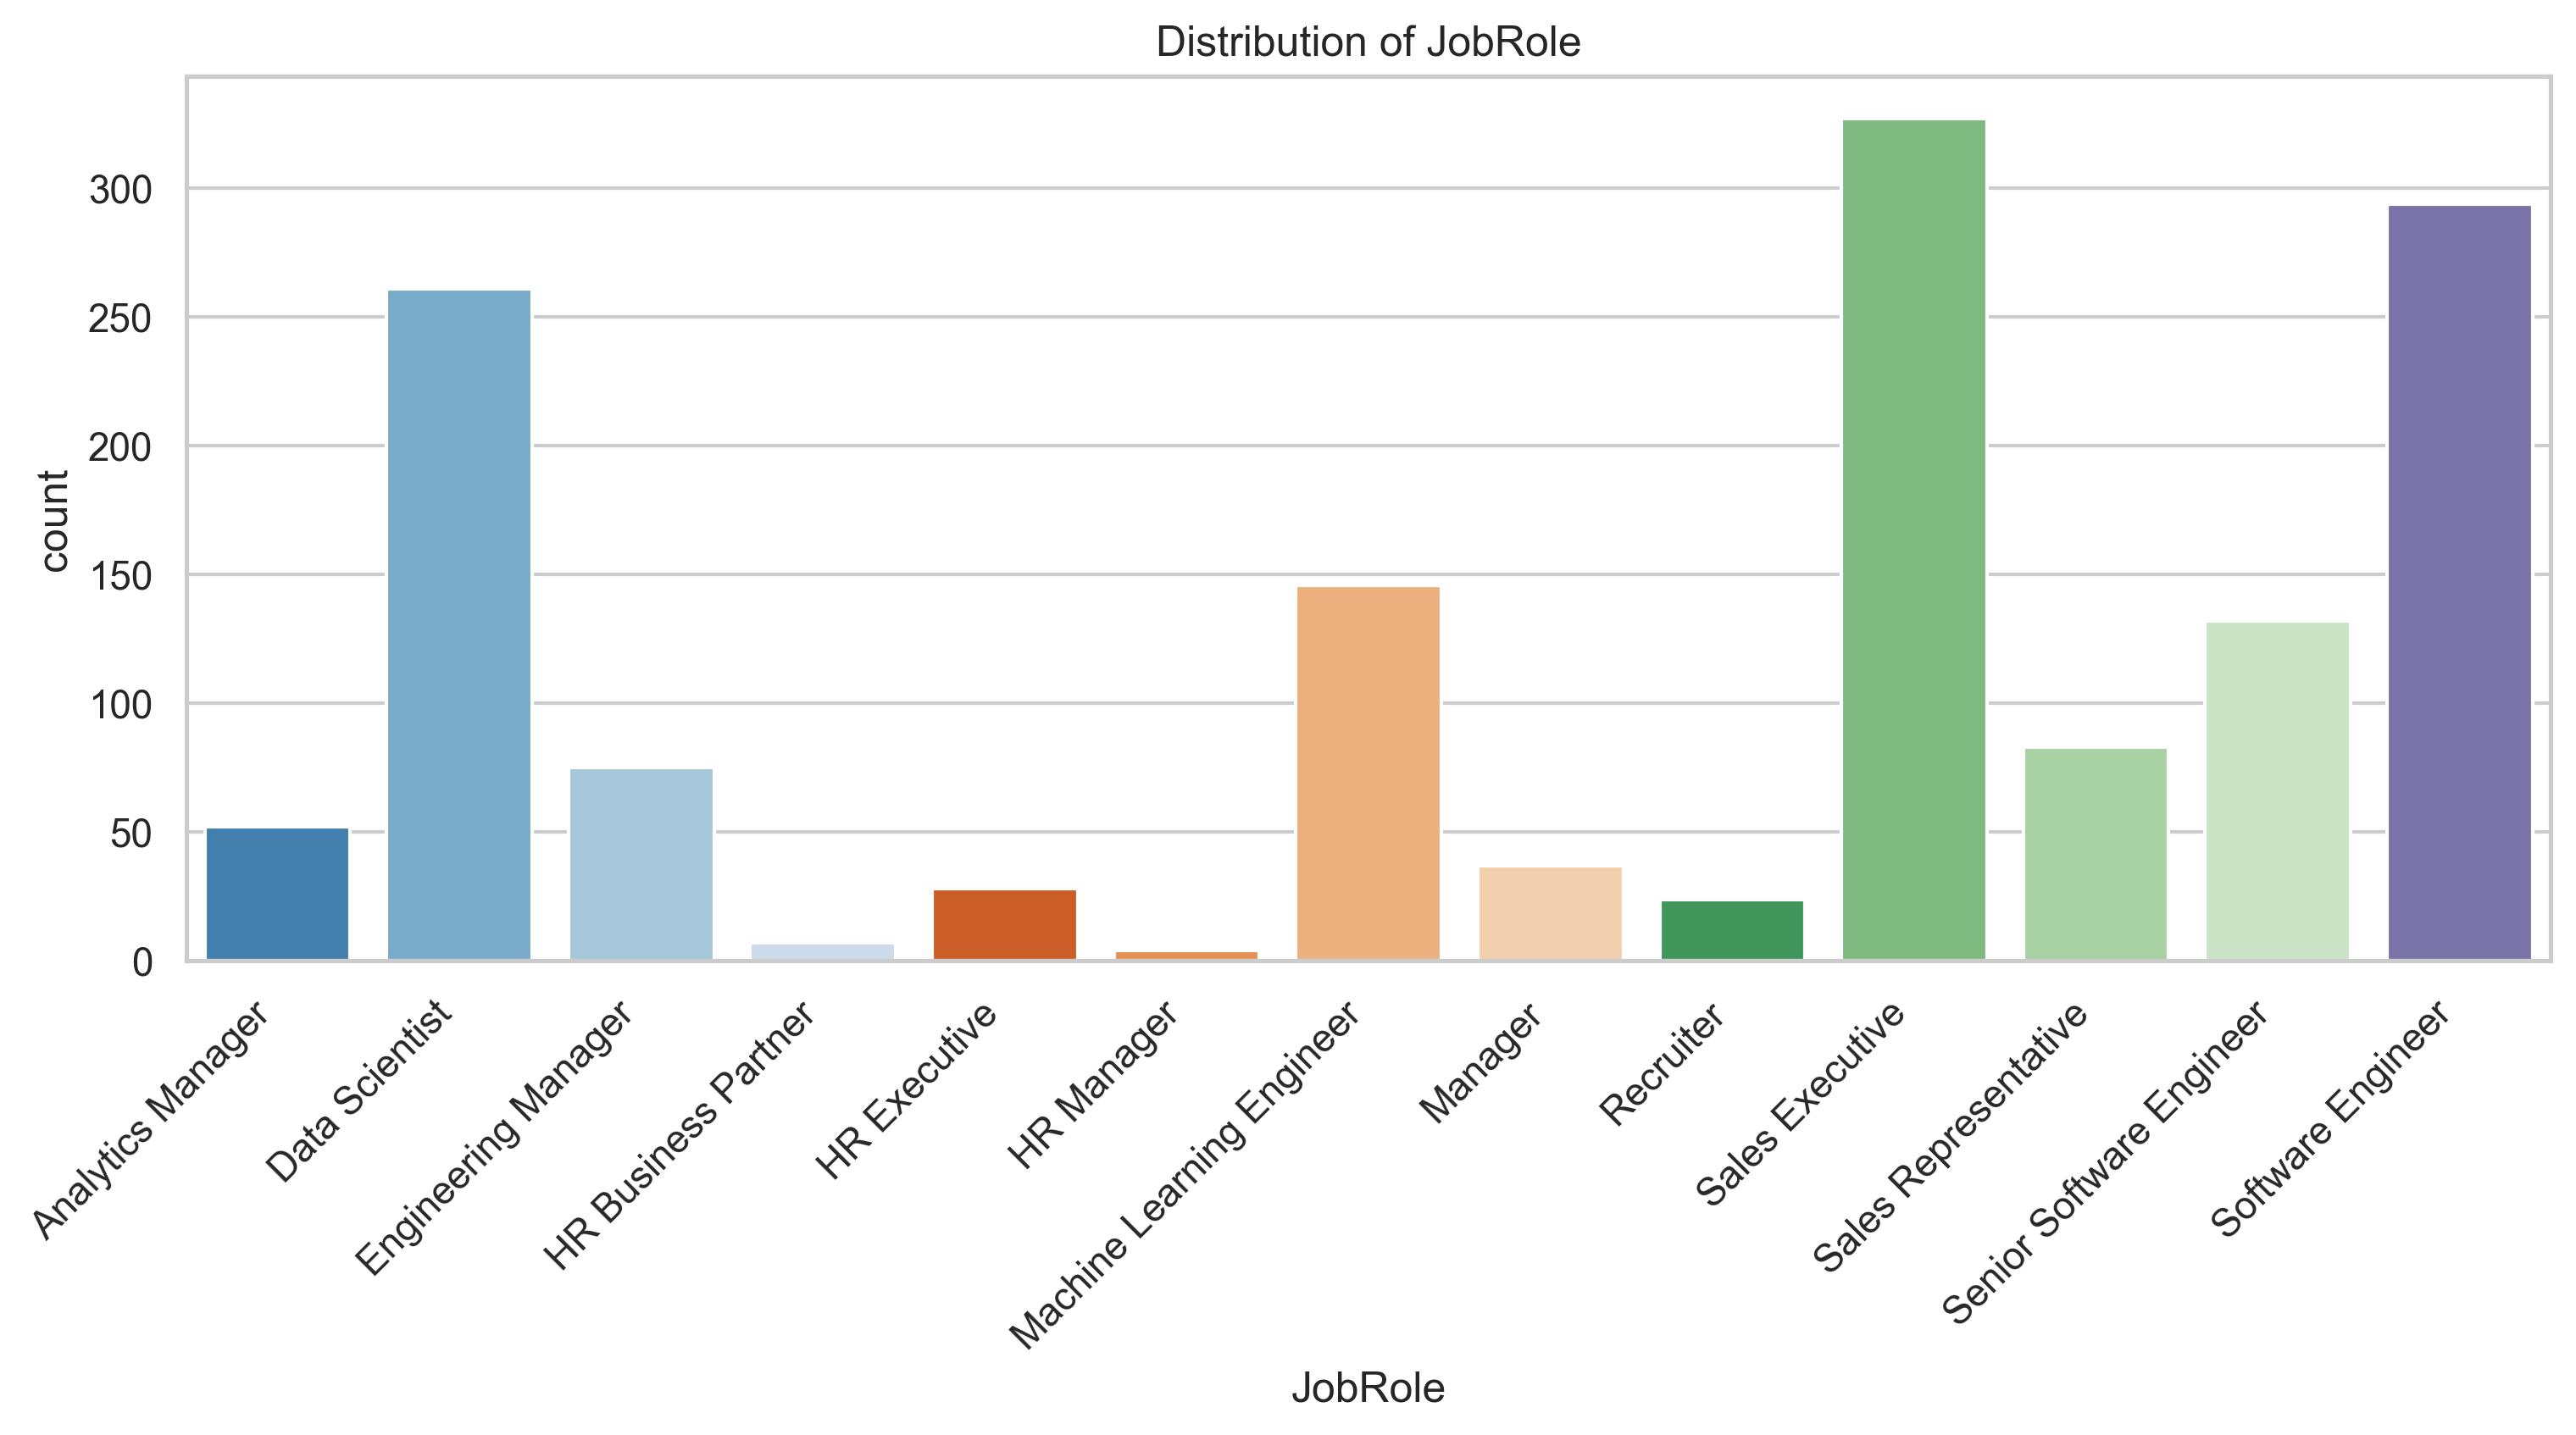 Distribution of JobRole
count
300
250
200
150
100
50
0
Analytics Manager
Data Scientist
Engineering Manager
HR Business Partner
HR Executive
HR Manager
Machine Learning Engineer
Manager
Recruiter
Sales Executive
Sales Representative
Senior Software Engineer
Software Engineer
JobRole